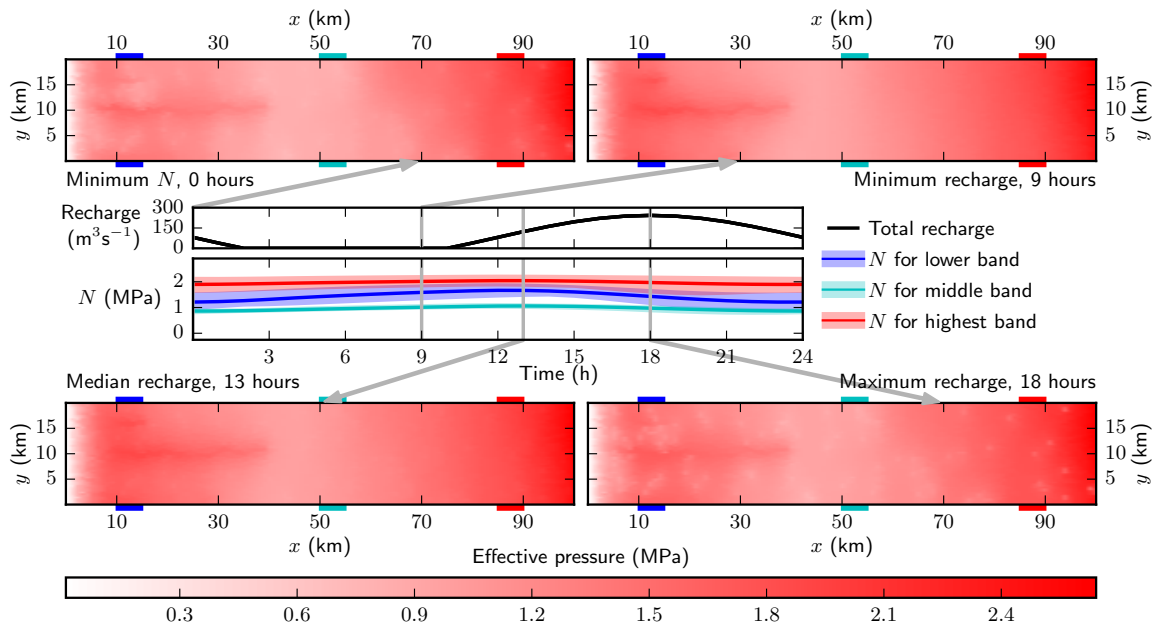 x (km) x (km)
10 30 50 70 90 10 30 50 70 90
15 15
y (km) 10 10 y (km)
5 5
Minimum N, 0 hours Minimum recharge, 9 hours
Recharge 300
(m³s⁻¹) 150
0
Total recharge
N for lower band
N for middle band
N for highest band
N (MPa) 2
1
0
3 6 9 12 15 18 21 24
Time (h)
Median recharge, 13 hours Maximum recharge, 18 hours
15 15
y (km) 10 10 y (km)
5 5
10 30 50 70 90 10 30 50 70 90
x (km) x (km)
Effective pressure (MPa)
0.3 0.6 0.9 1.2 1.5 1.8 2.1 2.4